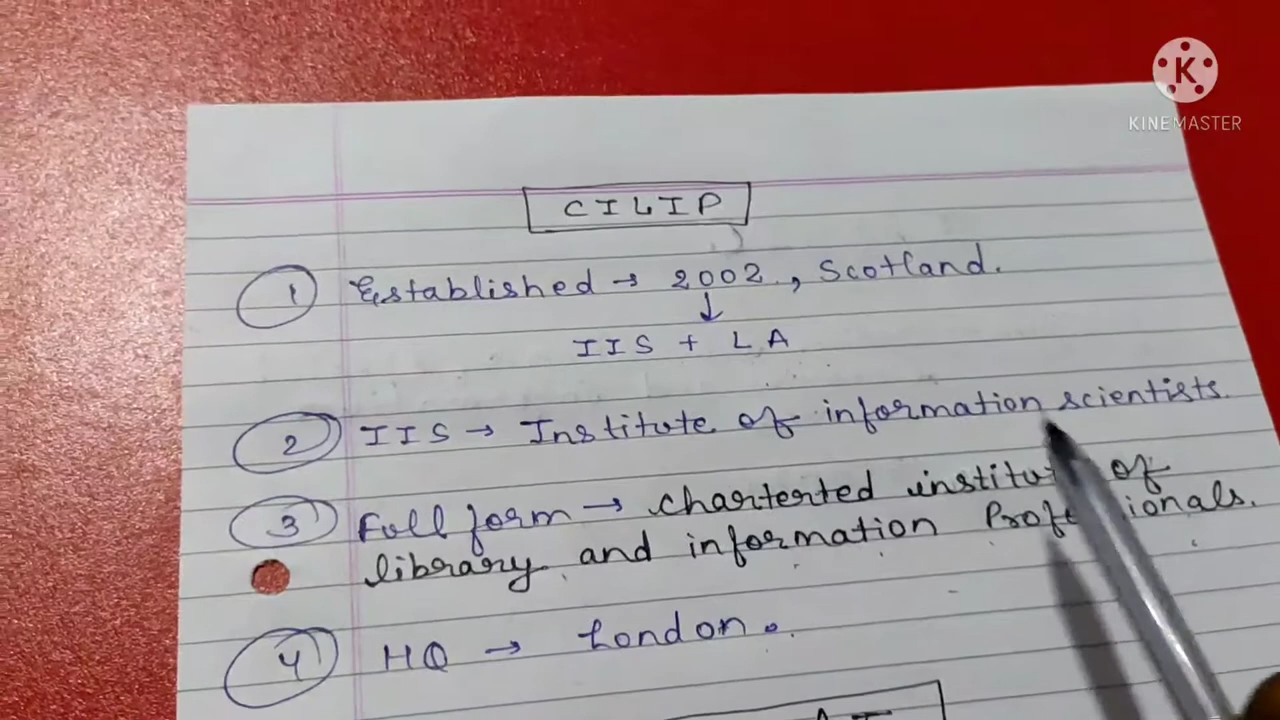 K
KINEMASTER
CILIP
1 Established → 2002, Scotland.
↓
IIS + LA
2 IIS → Institute of information scientists.
3 Full form → charterted institute of
library and information Professionals.
4 HQ → London.